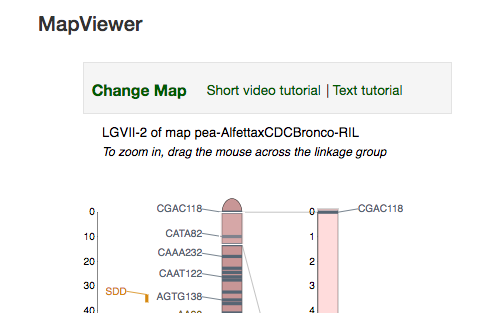 MapViewer
Change Map Short video tutorial | Text tutorial
LGVII-2 of map pea-AlfettaxCDCBronco-RIL
To zoom in, drag the mouse across the linkage group
0 CGAC118 0 CGAC118
10 CATA82 1
20 CAAA232 2
30 CAAT122 3
SDD AGTG138
40 4